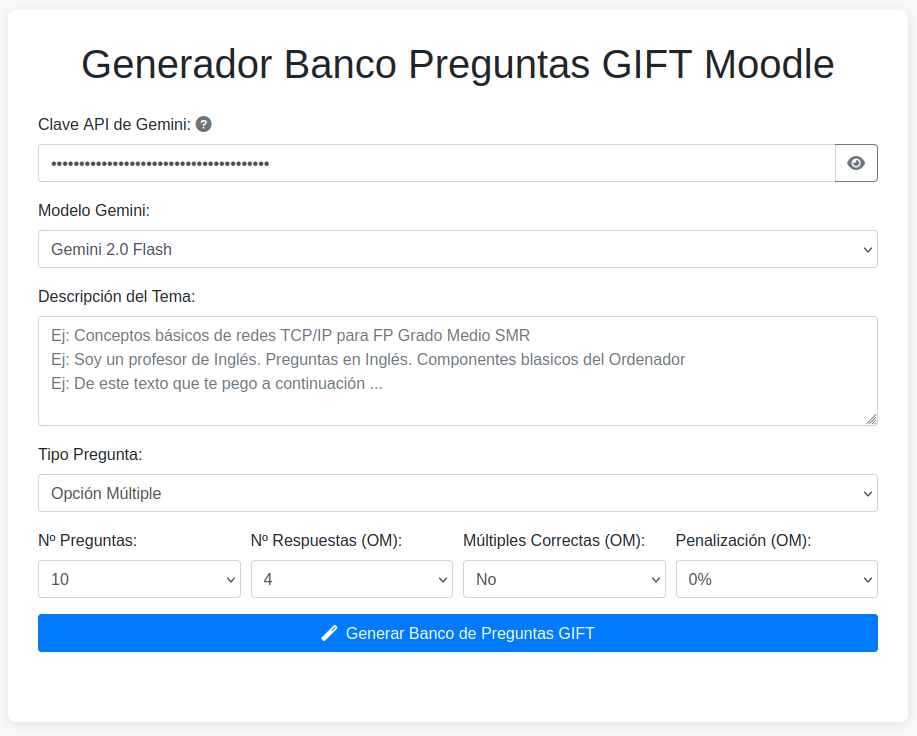 Generador Banco Preguntas GIFT Moodle
Clave API de Gemini: ?
•••••••••••••••••••••••••••••••••••••••
Modelo Gemini:
Gemini 2.0 Flash
Descripción del Tema:
Ej: Conceptos básicos de redes TCP/IP para FP Grado Medio SMR
Ej: Soy un profesor de Inglés. Preguntas en Inglés. Componentes blasicos del Ordenador
Ej: De este texto que te pego a continuación ...
Tipo Pregunta:
Opción Múltiple
Nº Preguntas: Nº Respuestas (OM): Múltiples Correctas (OM): Penalización (OM):
10 4 No 0%
Generar Banco de Preguntas GIFT